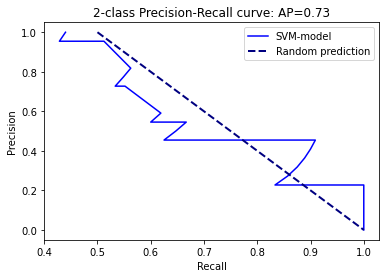 2-class Precision-Recall curve: AP=0.73
SVM-model
Random prediction
Precision
1.0
0.8
0.6
0.4
0.2
0.0
0.4 0.5 0.6 0.7 0.8 0.9 1.0
Recall